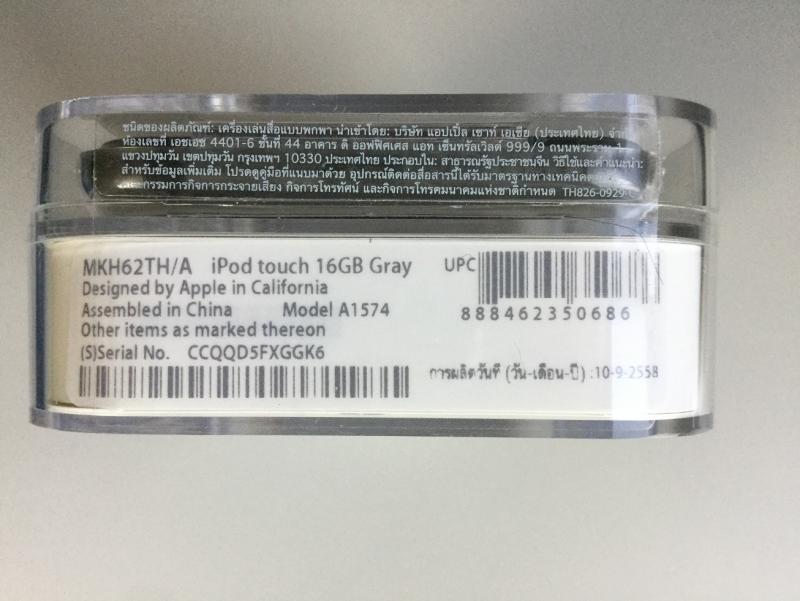 ชนิดของผลิตภัณฑ์: เครื่องเล่นสื่อแบบพกพา นำเข้าโดย: บริษัท แอปเปิ้ล เซาท์ เอเชีย (ประเทศไทย)
ห้องเลขที่ เอชเอช 4401-6 ชั้นที่ 44 อาคาร ดิ ออฟฟิศเศส แอท เซ็นทรัลเวิลด์ 999/9 ถนนพระราม 1
แขวงปทุมวัน เขตปทุมวัน กรุงเทพฯ 10330 ประเทศไทย ประกอบใน: สาธารณรัฐประชาชนจีน วิธีใช้และคำแนะนำ:
สำหรับข้อมูลเพิ่มเติม โปรดดูคู่มือที่แนบมาด้วย อุปกรณ์ติดต่อสื่อสารนี้ได้รับมาตรฐานทางเทคนิค
กรรมการกิจการกระจายเสียง กิจการโทรทัศน์ และกิจการโทรคมนาคมแห่งชาติกำหนด TH826-0929
MKH62TH/A iPod touch 16GB Gray UPC
Designed by Apple in California
Assembled in China Model A1574 888462350686
Other items as marked thereon
(S)Serial No. CCQQD5FXGGK6
การผลิตวันที่ (วัน-เดือน-ปี) :10-9-2558